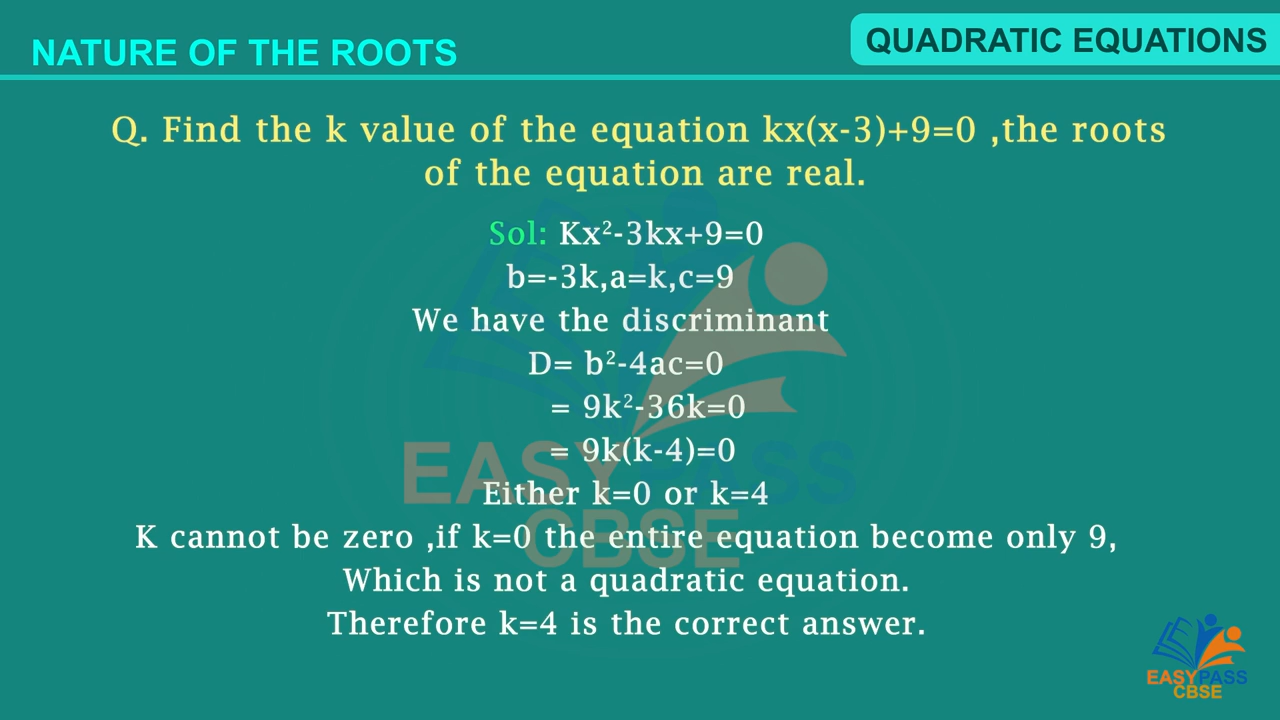 NATURE OF THE ROOTS
QUADRATIC EQUATIONS
Q. Find the k value of the equation kx(x-3)+9=0 ,the roots
of the equation are real.
Sol: Kx²-3kx+9=0
b=-3k,a=k,c=9
We have the discriminant
D= b²-4ac=0
= 9k²-36k=0
= 9k(k-4)=0
Either k=0 or k=4
K cannot be zero ,if k=0 the entire equation become only 9,
Which is not a quadratic equation.
Therefore k=4 is the correct answer.
EASYPASS
CBSE
EASYPASS
CBSE